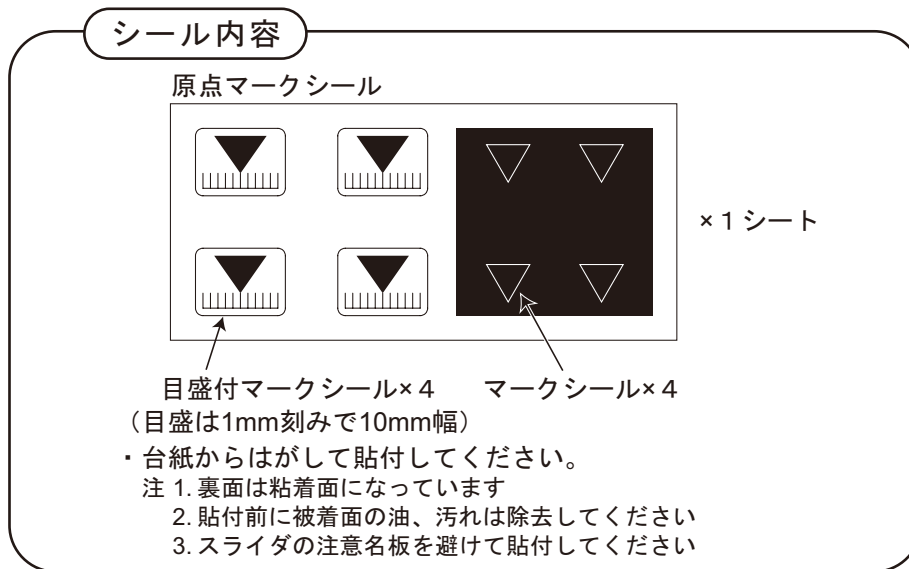 シール内容
原点マークシール
×１シート
目盛付マークシール×４ マークシール×４
（目盛は1mm刻みで10mm幅）
・台紙からはがして貼付してください。
注 1. 裏面は粘着面になっています
2. 貼付前に被着面の油、汚れは除去してください
3. スライダの注意名板を避けて貼付してください